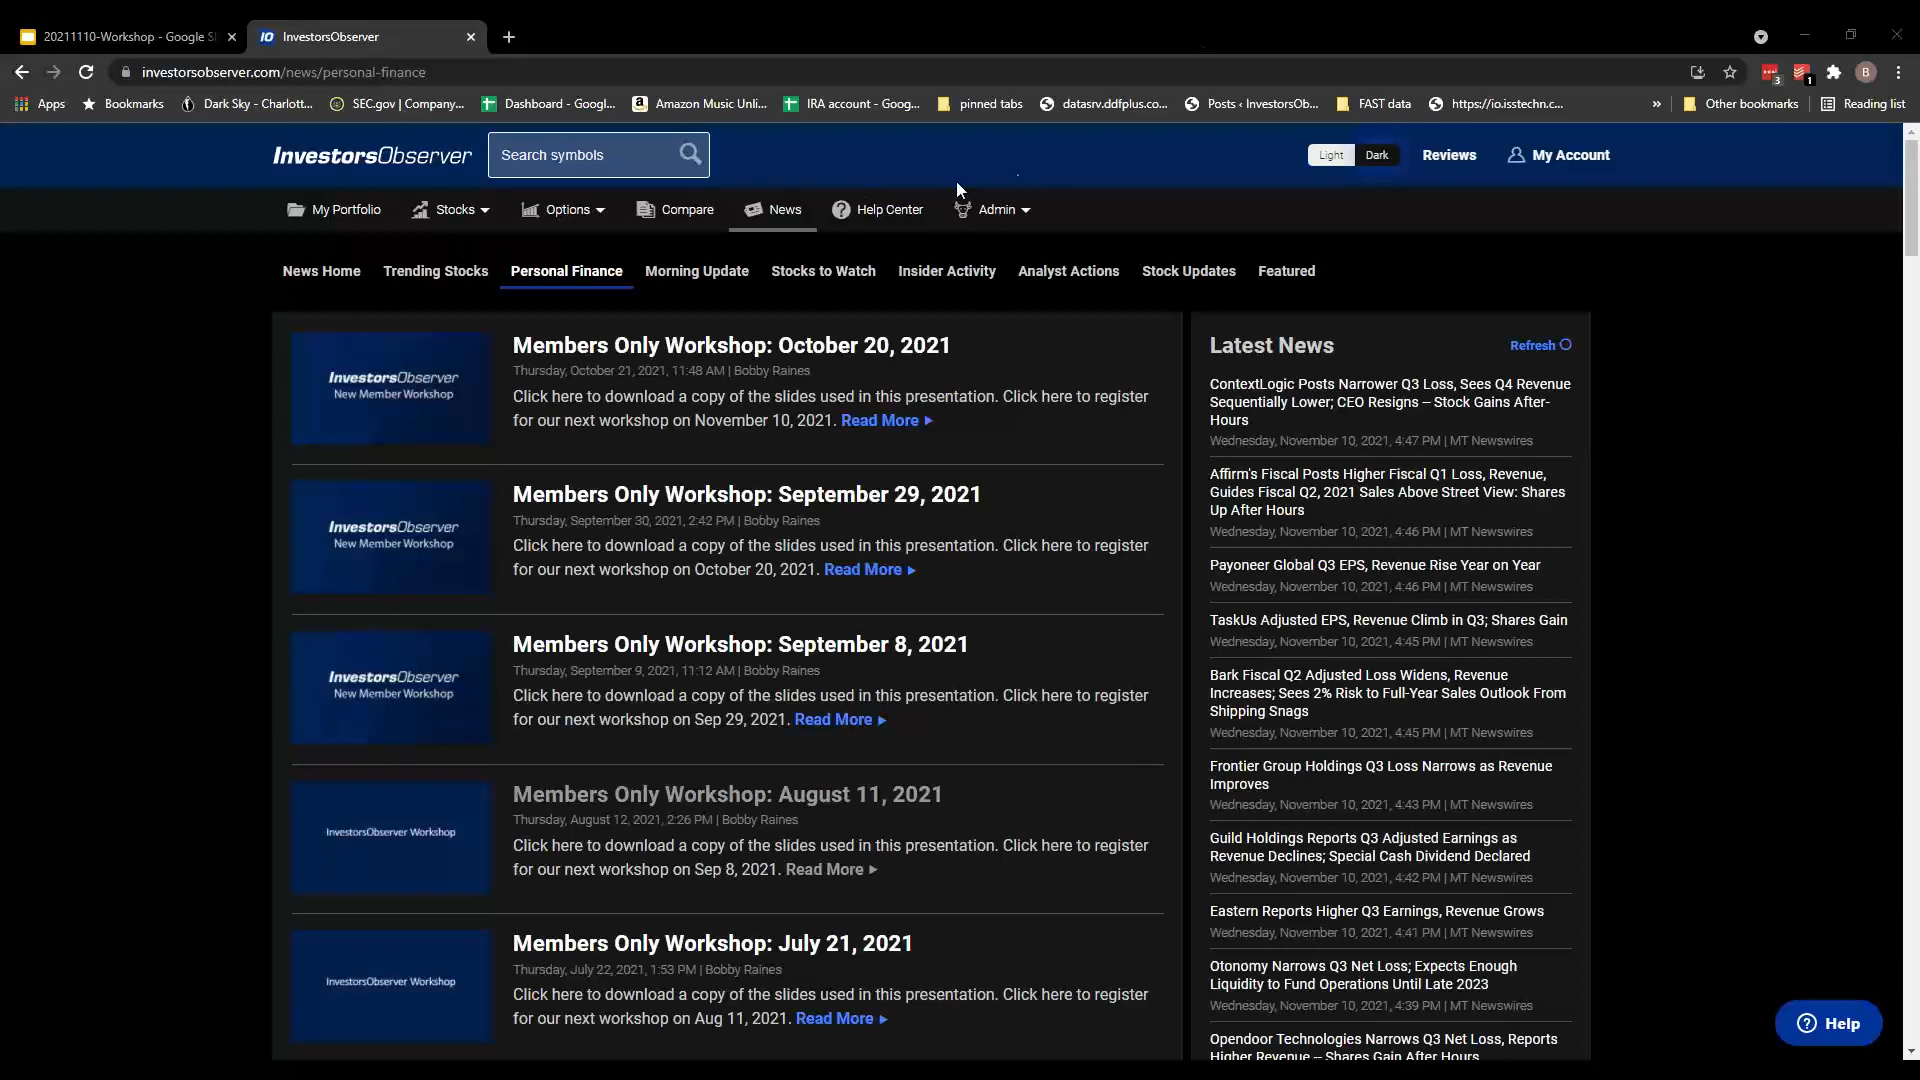 20211110-Workshop - Google S
InvestorsObserver
investorsobserver.com/news/personal-finance
3
1
B
Apps
Bookmarks
Dark Sky - Charlott...
SEC.gov | Company...
Dashboard - Googl...
Amazon Music Unli...
IRA account - Goog...
pinned tabs
datasrv.ddfplus.co...
Posts ‹ InvestorsOb...
FAST data
https://io.isstechn.c...
»
Other bookmarks
Reading list
InvestorsObserver
Search symbols
Light
Dark
Reviews
My Account
My Portfolio
Stocks
Options
Compare
News
Help Center
Admin
News Home
Trending Stocks
Personal Finance
Morning Update
Stocks to Watch
Insider Activity
Analyst Actions
Stock Updates
Featured
InvestorsObserver
New Member Workshop
Members Only Workshop: October 20, 2021
Thursday, October 21, 2021, 11:48 AM | Bobby Raines
Click here to download a copy of the slides used in this presentation. Click here to register
for our next workshop on November 10, 2021. Read More
InvestorsObserver
New Member Workshop
Members Only Workshop: September 29, 2021
Thursday, September 30, 2021, 2:42 PM | Bobby Raines
Click here to download a copy of the slides used in this presentation. Click here to register
for our next workshop on October 20, 2021. Read More
InvestorsObserver
New Member Workshop
Members Only Workshop: September 8, 2021
Thursday, September 9, 2021, 11:12 AM | Bobby Raines
Click here to download a copy of the slides used in this presentation. Click here to register
for our next workshop on Sep 29, 2021. Read More
InvestorsObserver Workshop
Members Only Workshop: August 11, 2021
Thursday, August 12, 2021, 2:26 PM | Bobby Raines
Click here to download a copy of the slides used in this presentation. Click here to register
for our next workshop on Sep 8, 2021. Read More
InvestorsObserver Workshop
Members Only Workshop: July 21, 2021
Thursday, July 22, 2021, 1:53 PM | Bobby Raines
Click here to download a copy of the slides used in this presentation. Click here to register
for our next workshop on Aug 11, 2021. Read More
Latest News
Refresh
ContextLogic Posts Narrower Q3 Loss, Sees Q4 Revenue
Sequentially Lower; CEO Resigns -- Stock Gains After-
Hours
Wednesday, November 10, 2021, 4:47 PM | MT Newswires
Affirm's Fiscal Posts Higher Fiscal Q1 Loss, Revenue,
Guides Fiscal Q2, 2021 Sales Above Street View: Shares
Up After Hours
Wednesday, November 10, 2021, 4:46 PM | MT Newswires
Payoneer Global Q3 EPS, Revenue Rise Year on Year
Wednesday, November 10, 2021, 4:46 PM | MT Newswires
TaskUs Adjusted EPS, Revenue Climb in Q3; Shares Gain
Wednesday, November 10, 2021, 4:45 PM | MT Newswires
Bark Fiscal Q2 Adjusted Loss Widens, Revenue
Increases; Sees 2% Risk to Full-Year Sales Outlook From
Shipping Snags
Wednesday, November 10, 2021, 4:45 PM | MT Newswires
Frontier Group Holdings Q3 Loss Narrows as Revenue
Improves
Wednesday, November 10, 2021, 4:43 PM | MT Newswires
Guild Holdings Reports Q3 Adjusted Earnings as
Revenue Declines; Special Cash Dividend Declared
Wednesday, November 10, 2021, 4:42 PM | MT Newswires
Eastern Reports Higher Q3 Earnings, Revenue Grows
Wednesday, November 10, 2021, 4:41 PM | MT Newswires
Otonomy Narrows Q3 Net Loss; Expects Enough
Liquidity to Fund Operations Until Late 2023
Wednesday, November 10, 2021, 4:39 PM | MT Newswires
Opendoor Technologies Narrows Q3 Net Loss, Reports
Higher Revenue -- Shares Gain After Hours
Help